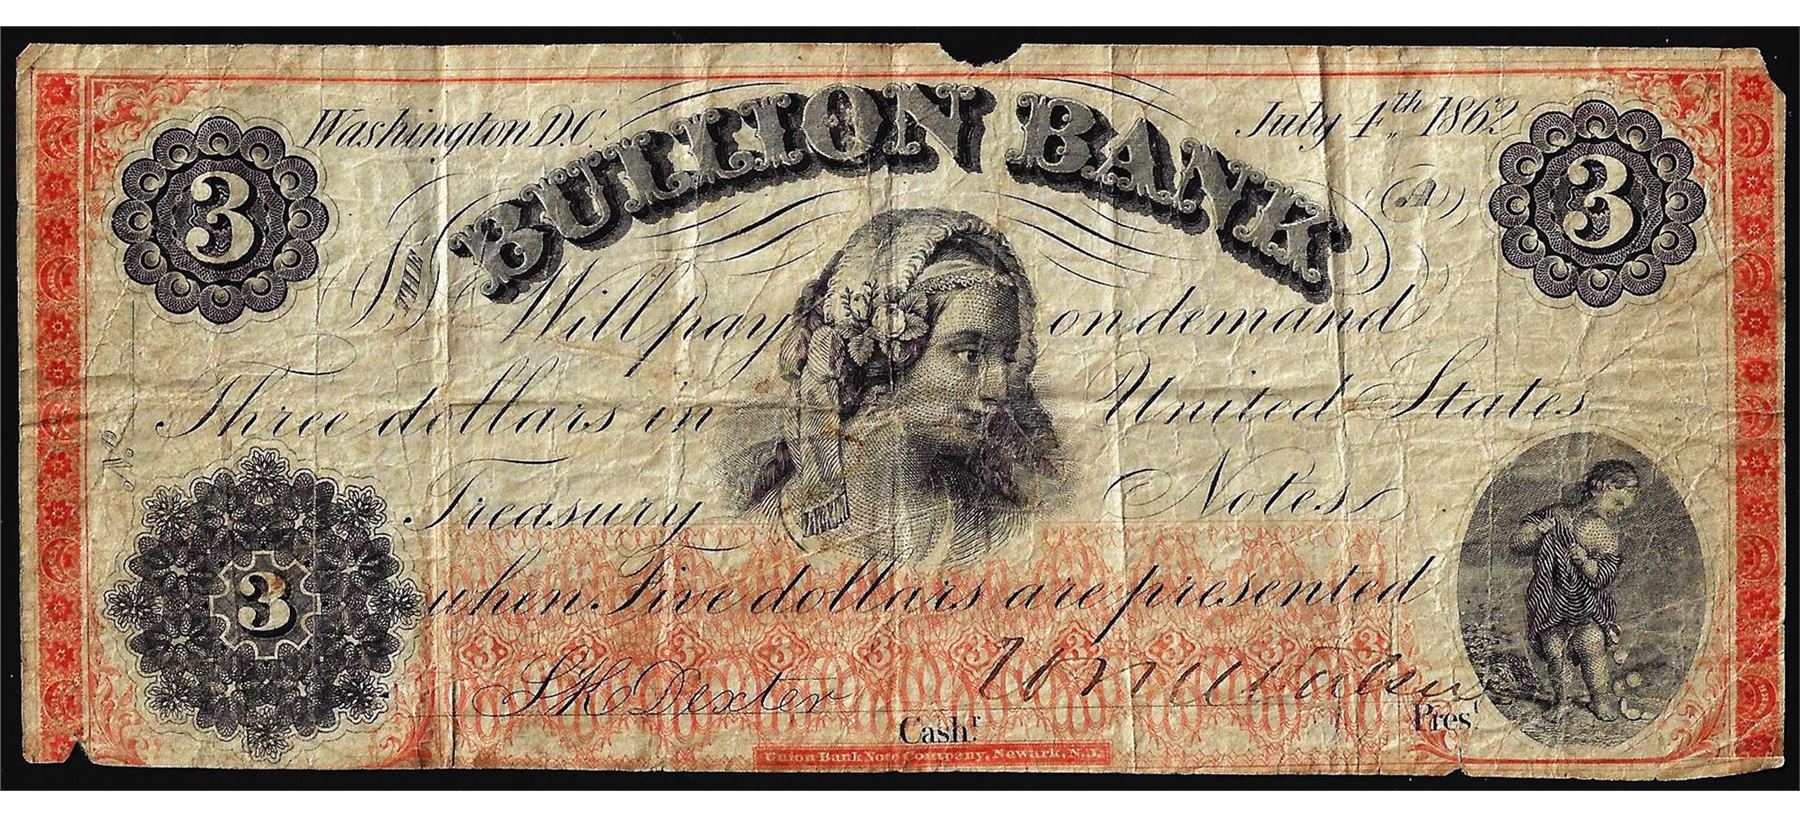 Washington D.C. July 4th 1862
3 THE BULLION BANK 3
A
Will pay on demand
Three dollars in United States
No
Treasury Notes
3 when Five dollars are presented
S K Dexter
Cashr. Prest
Union Bank Note Company, Newark, N.J.